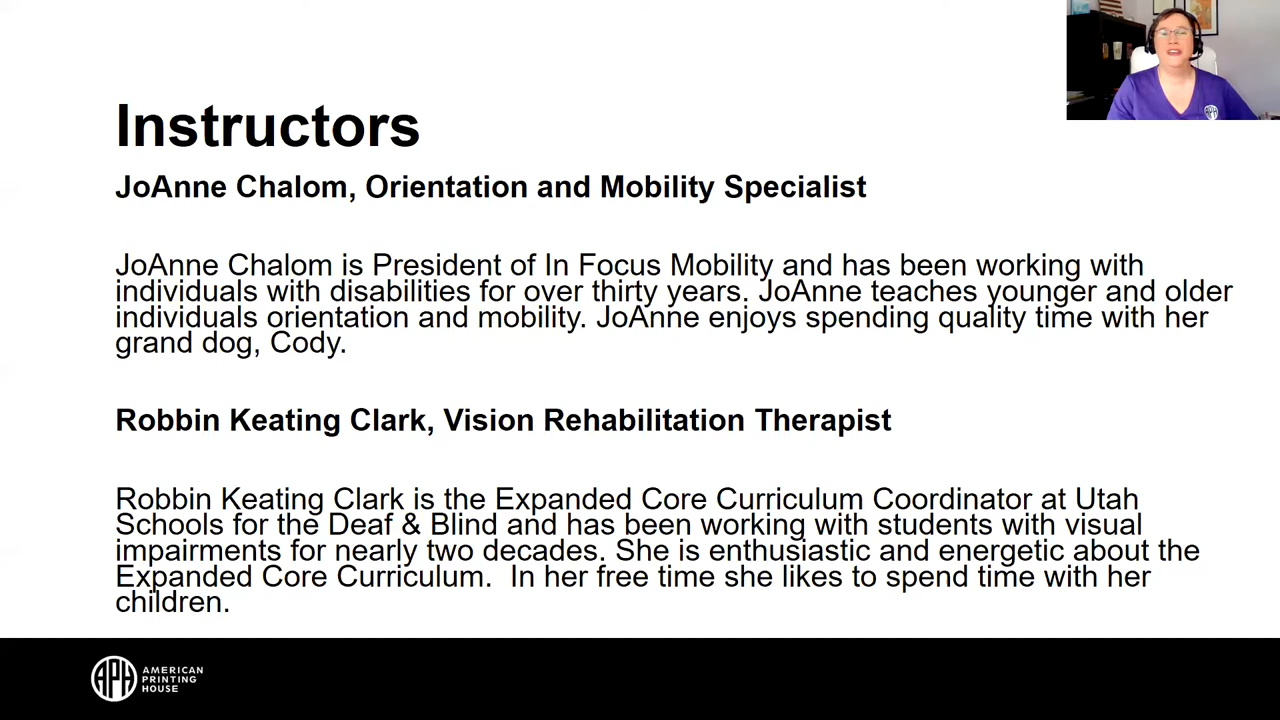 Instructors
JoAnne Chalom, Orientation and Mobility Specialist
JoAnne Chalom is President of In Focus Mobility and has been working with
individuals with disabilities for over thirty years. JoAnne teaches younger and older
individuals orientation and mobility. JoAnne enjoys spending quality time with her
grand dog, Cody.
Robbin Keating Clark, Vision Rehabilitation Therapist
Robbin Keating Clark is the Expanded Core Curriculum Coordinator at Utah
Schools for the Deaf & Blind and has been working with students with visual
impairments for nearly two decades. She is enthusiastic and energetic about the
Expanded Core Curriculum.  In her free time she likes to spend time with her
children.
APH
AMERICAN
PRINTING
HOUSE
APH